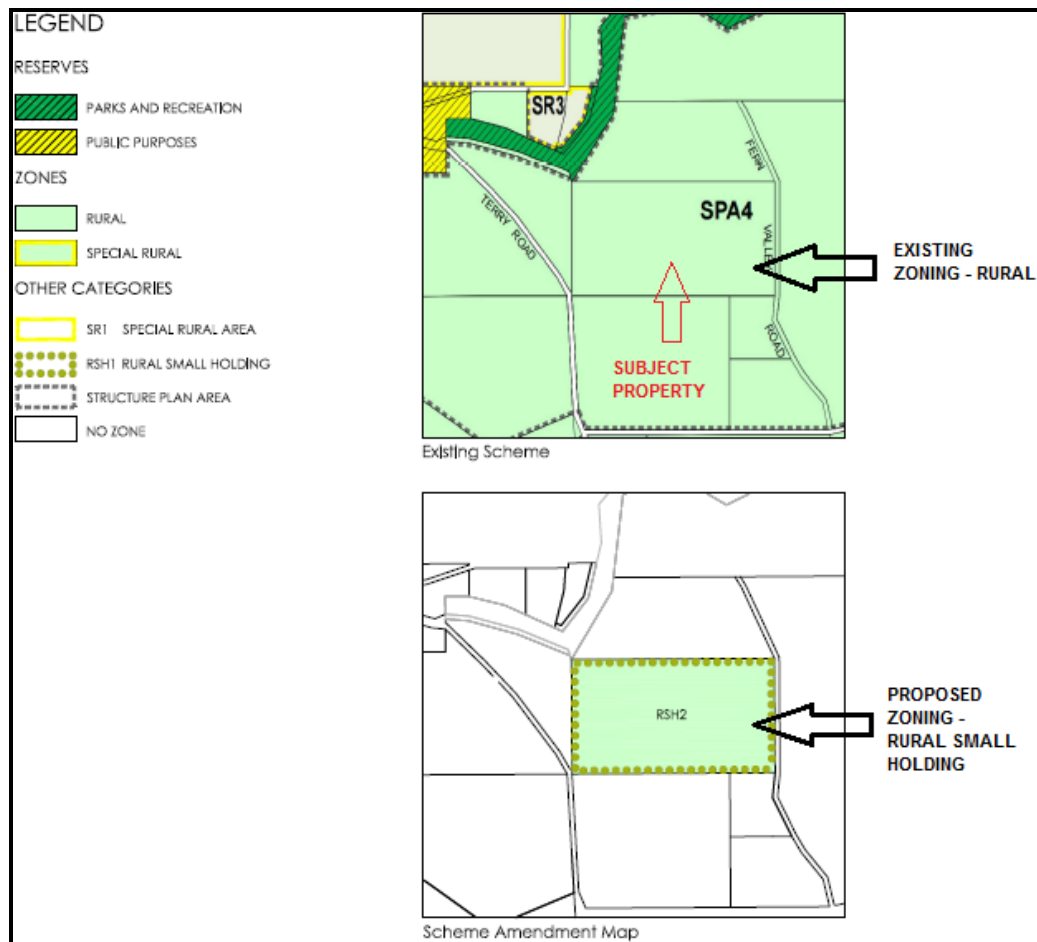 LEGEND
RESERVES
PARKS AND RECREATION
PUBLIC PURPOSES
ZONES
RURAL
SPECIAL RURAL
OTHER CATEGORIES
SR1 SPECIAL RURAL AREA
RSH1 RURAL SMALL HOLDING
STRUCTURE PLAN AREA
NO ZONE
SR3
FERN
TERRY ROAD
SPA4
VALLEY
ROAD
EXISTING
ZONING - RURAL
SUBJECT
PROPERTY
Existing Scheme
RSH2
PROPOSED
ZONING -
RURAL SMALL
HOLDING
Scheme Amendment Map